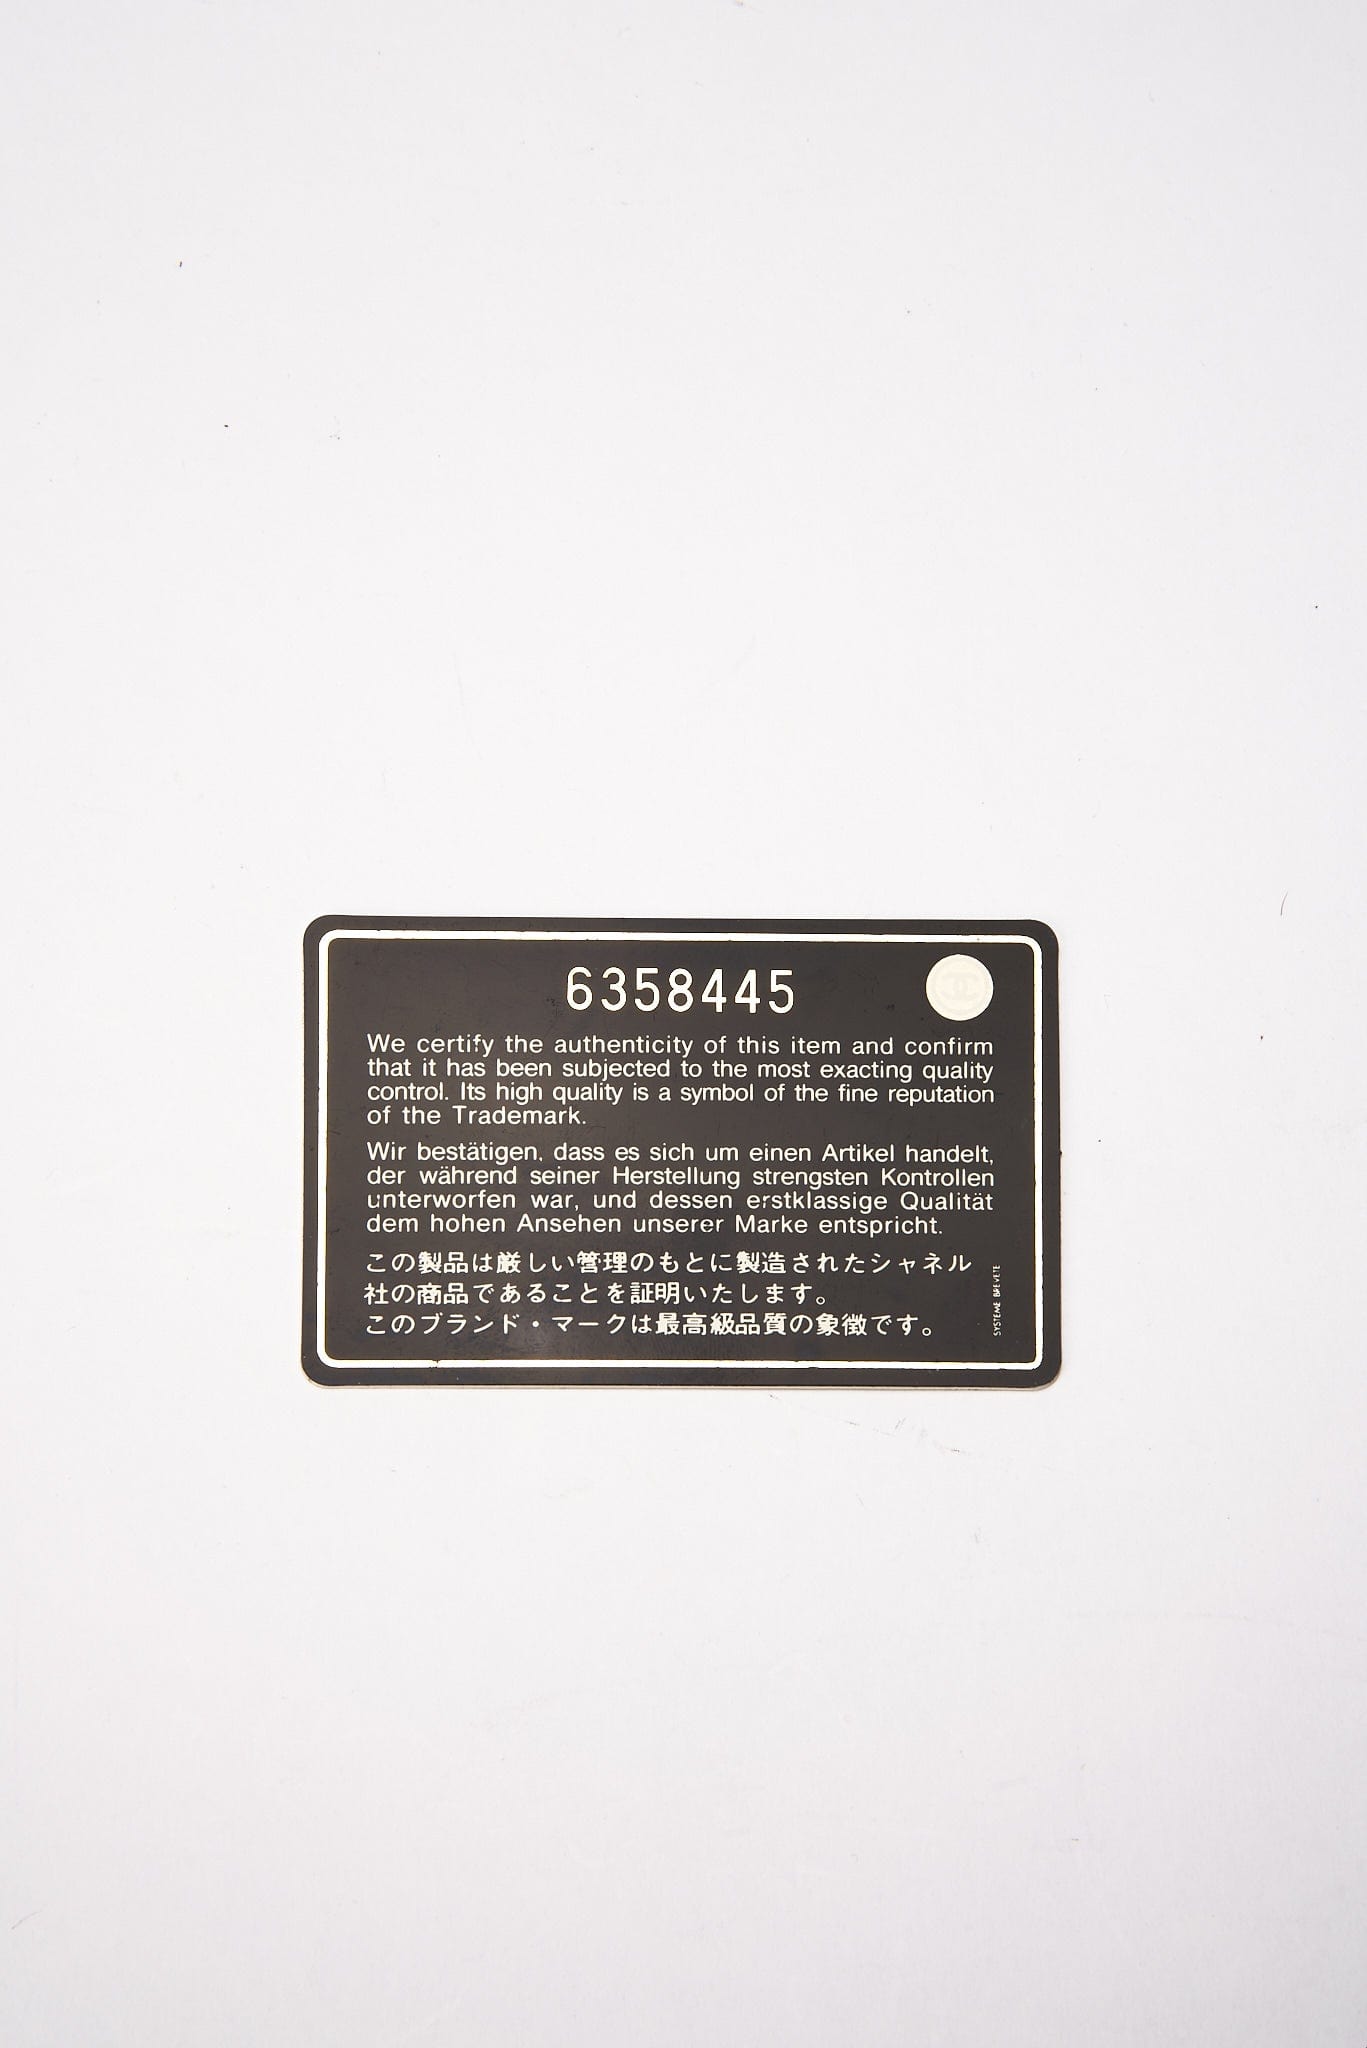 6358445
We certify the authenticity of this item and confirm
that it has been subjected to the most exacting quality
control. Its high quality is a symbol of the fine reputation
of the Trademark.
Wir bestätigen, dass es sich um einen Artikel handelt,
der während seiner Herstellung strengsten Kontrollen
unterworfen war, und dessen erstklassige Qualität
dem hohen Ansehen unserer Marke entspricht.
この製品は厳しい管理のもとに製造されたシャネル
社の商品であることを証明いたします。
このブランド・マークは最高級品質の象徴です。
SYSTEME BREVETE